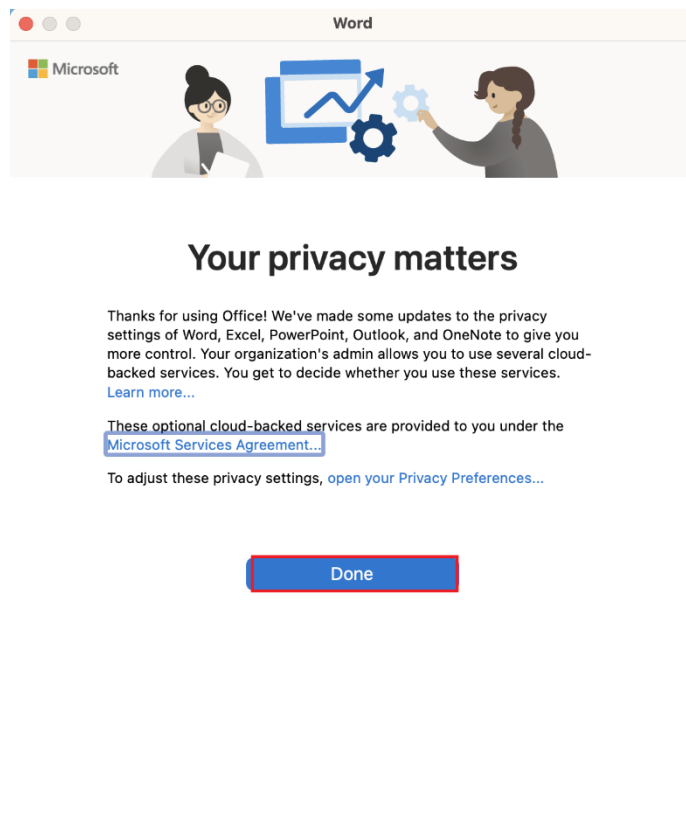 Word
Microsoft
Your privacy matters
Thanks for using Office! We've made some updates to the privacy
settings of Word, Excel, PowerPoint, Outlook, and OneNote to give you
more control. Your organization's admin allows you to use several cloud-
backed services. You get to decide whether you use these services.
Learn more...
These optional cloud-backed services are provided to you under the
Microsoft Services Agreement...
To adjust these privacy settings, open your Privacy Preferences...
Done